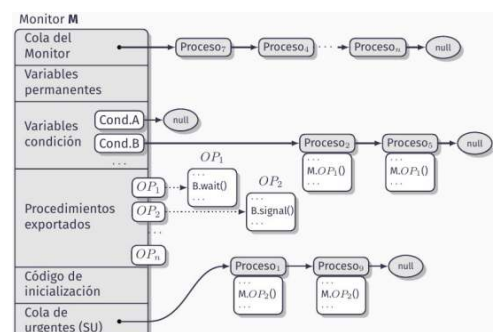 Monitor M
Cola del
Monitor
Proceso₇ Proceso₄ ··· Procesoₙ null
Variables
permanentes
Variables
condición
Cond.A null
Cond.B
...
Proceso₂ Proceso₅ null
...
M.OP₁()
...
...
M.OP₁()
...
Procedimientos
exportados
OP₁
OP₂
...
OPₙ
OP₁
...
B.wait()
...
OP₂
...
B.signal()
...
Código de
inicialización
Cola de
urgentes (SU)
Proceso₁ Proceso₉ null
...
M.OP₂()
...
...
M.OP₂()
...